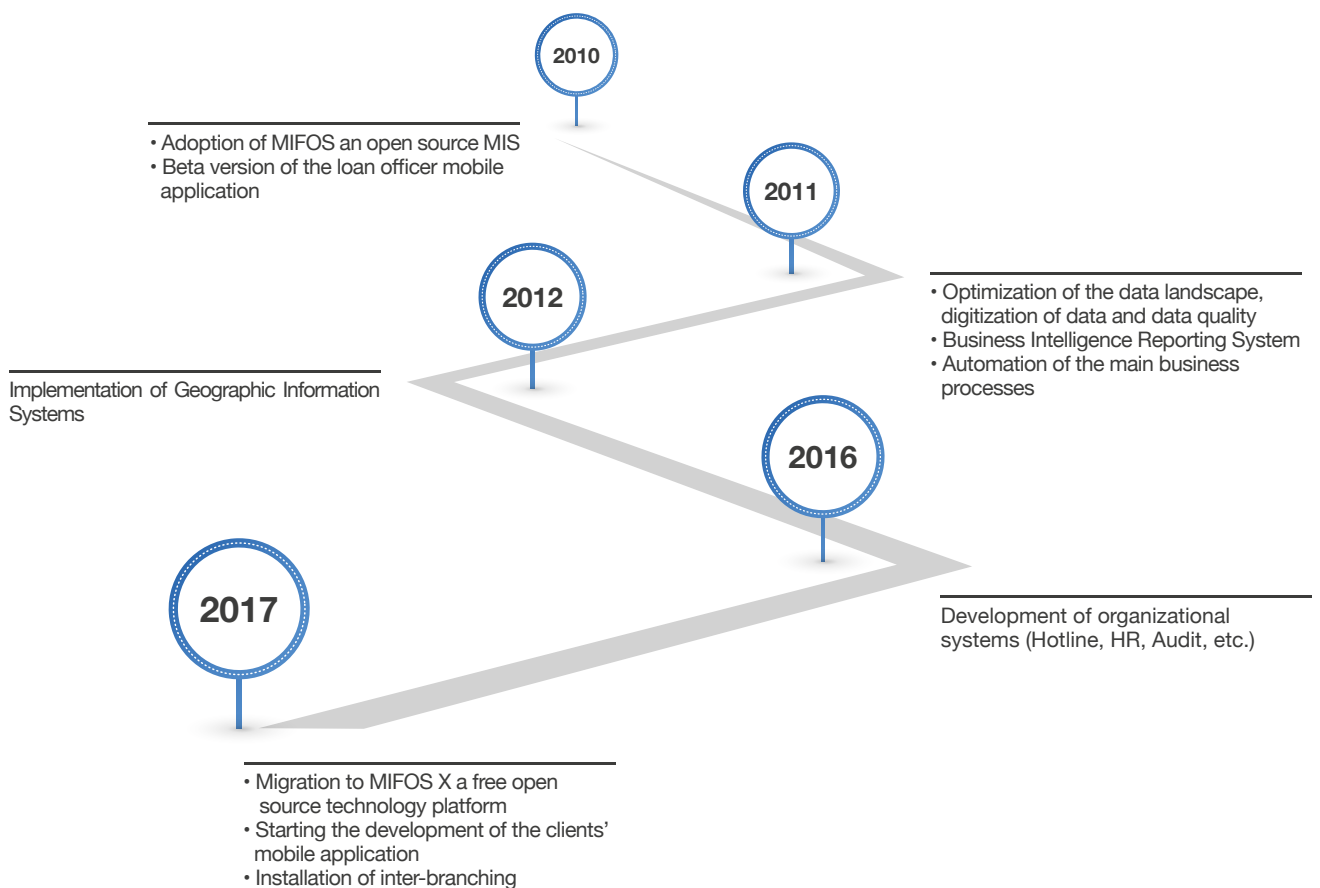 2010
• Adoption of MIFOS an open source MIS
• Beta version of the loan officer mobile
application
2011
• Optimization of the data landscape,
digitization of data and data quality
• Business Intelligence Reporting System
• Automation of the main business
processes
2012
Implementation of Geographic Information
Systems
2016
Development of organizational
systems (Hotline, HR, Audit, etc.)
2017
• Migration to MIFOS X a free open
source technology platform
• Starting the development of the clients’
mobile application
• Installation of inter-branching